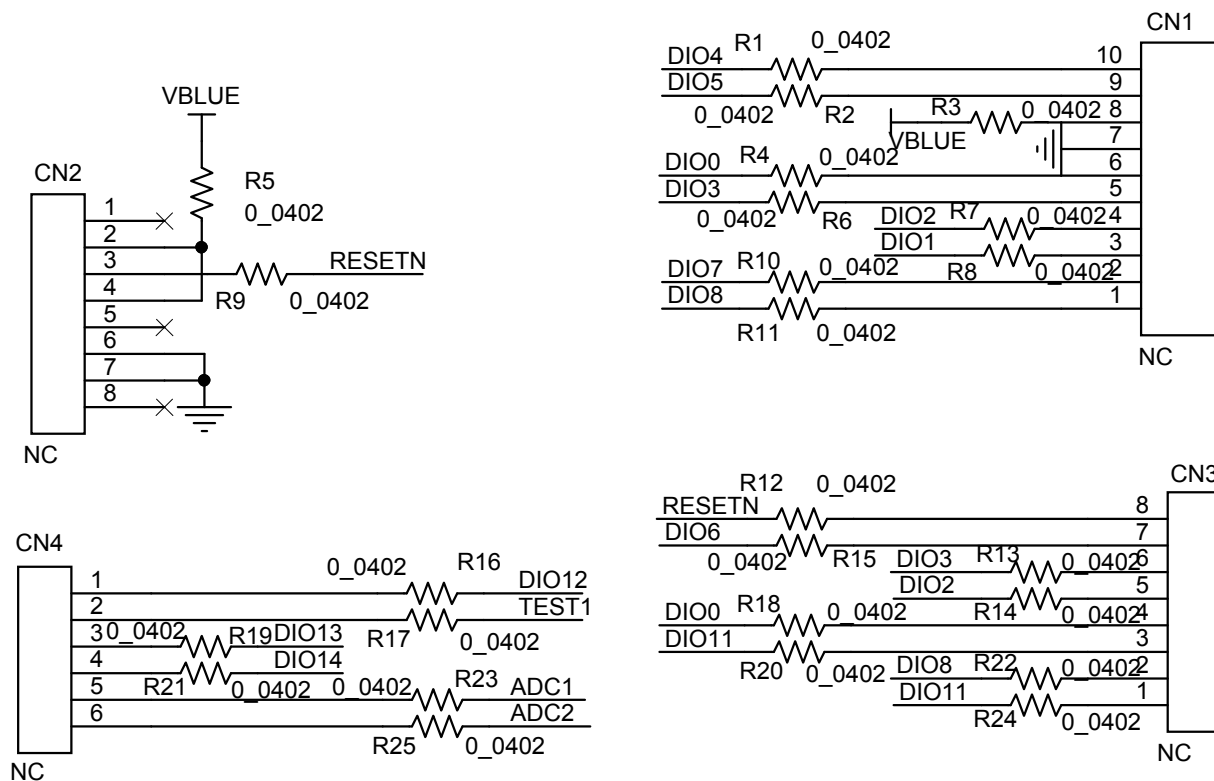 VBLUE
CN2
R5
0_0402
1
2
3
4
5
6
7
8
RESETN
R9
0_0402
NC
CN1
R1
0_0402
DIO4
10
DIO5
9
0_0402
R2
R3
0_0402
8
VBLUE
7
R4
0_0402
DIO0
6
DIO3
5
0_0402
R6
DIO2
R7
0_0402
4
DIO1
3
R8
0_0402
R10
0_0402
DIO7
2
DIO8
1
R11
0_0402
NC
CN4
0_0402
R16
1
DIO12
2
TEST1
R17
0_0402
3
0_0402
R19
DIO13
4
DIO14
R21
0_0402
0_0402
R23
5
ADC1
6
ADC2
R25
0_0402
NC
CN3
R12
0_0402
RESETN
8
DIO6
7
0_0402
R15
DIO3
R13
0_0402
6
DIO2
5
R14
0_0402
R18
0_0402
DIO0
4
DIO11
3
R20
0_0402
DIO8
R22
0_0402
2
DIO11
1
R24
0_0402
NC